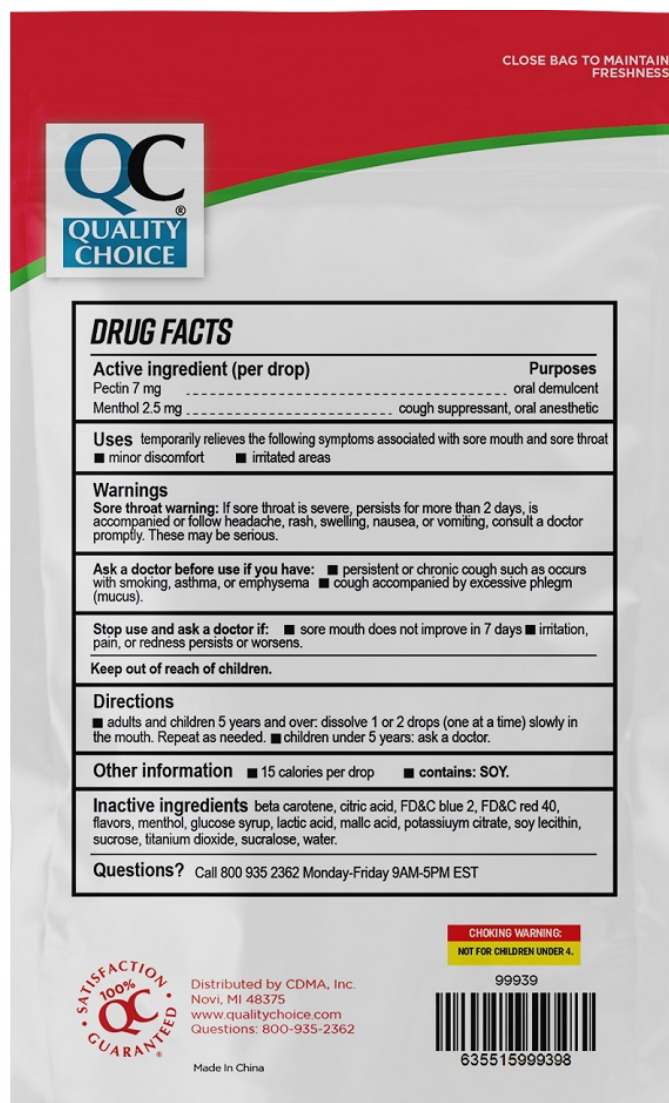 CLOSE BAG TO MAINTAIN
FRESHNESS
QC®
QUALITY
CHOICE
DRUG FACTS
Active ingredient (per drop) Purposes
Pectin 7 mg oral demulcent
Menthol 2.5 mg cough suppressant, oral anesthetic
Uses temporarily relieves the following symptoms associated with sore mouth and sore throat
■ minor discomfort ■ irritated areas
Warnings
Sore throat warning: If sore throat is severe, persists for more than 2 days, is
accompanied or follow headache, rash, swelling, nausea, or vomiting, consult a doctor
promptly. These may be serious.
Ask a doctor before use if you have: ■ persistent or chronic cough such as occurs
with smoking, asthma, or emphysema ■ cough accompanied by excessive phlegm
(mucus).
Stop use and ask a doctor if: ■ sore mouth does not improve in 7 days ■ irritation,
pain, or redness persists or worsens.
Keep out of reach of children.
Directions
■ adults and children 5 years and over: dissolve 1 or 2 drops (one at a time) slowly in
the mouth. Repeat as needed. ■ children under 5 years: ask a doctor.
Other information ■ 15 calories per drop ■ contains: SOY.
Inactive ingredients beta carotene, citric acid, FD&C blue 2, FD&C red 40,
flavors, menthol, glucose syrup, lactic acid, mallc acid, potassiuym citrate, soy lecithin,
sucrose, titanium dioxide, sucralose, water.
Questions? Call 800 935 2362 Monday-Friday 9AM-5PM EST
CHOKING WARNING:
NOT FOR CHILDREN UNDER 4.
SATISFACTION
100%
QC
GUARANTEED®
Distributed by CDMA, Inc.
Novi, MI 48375
www.qualitychoice.com
Questions: 800-935-2362
Made In China
99939
635515999398